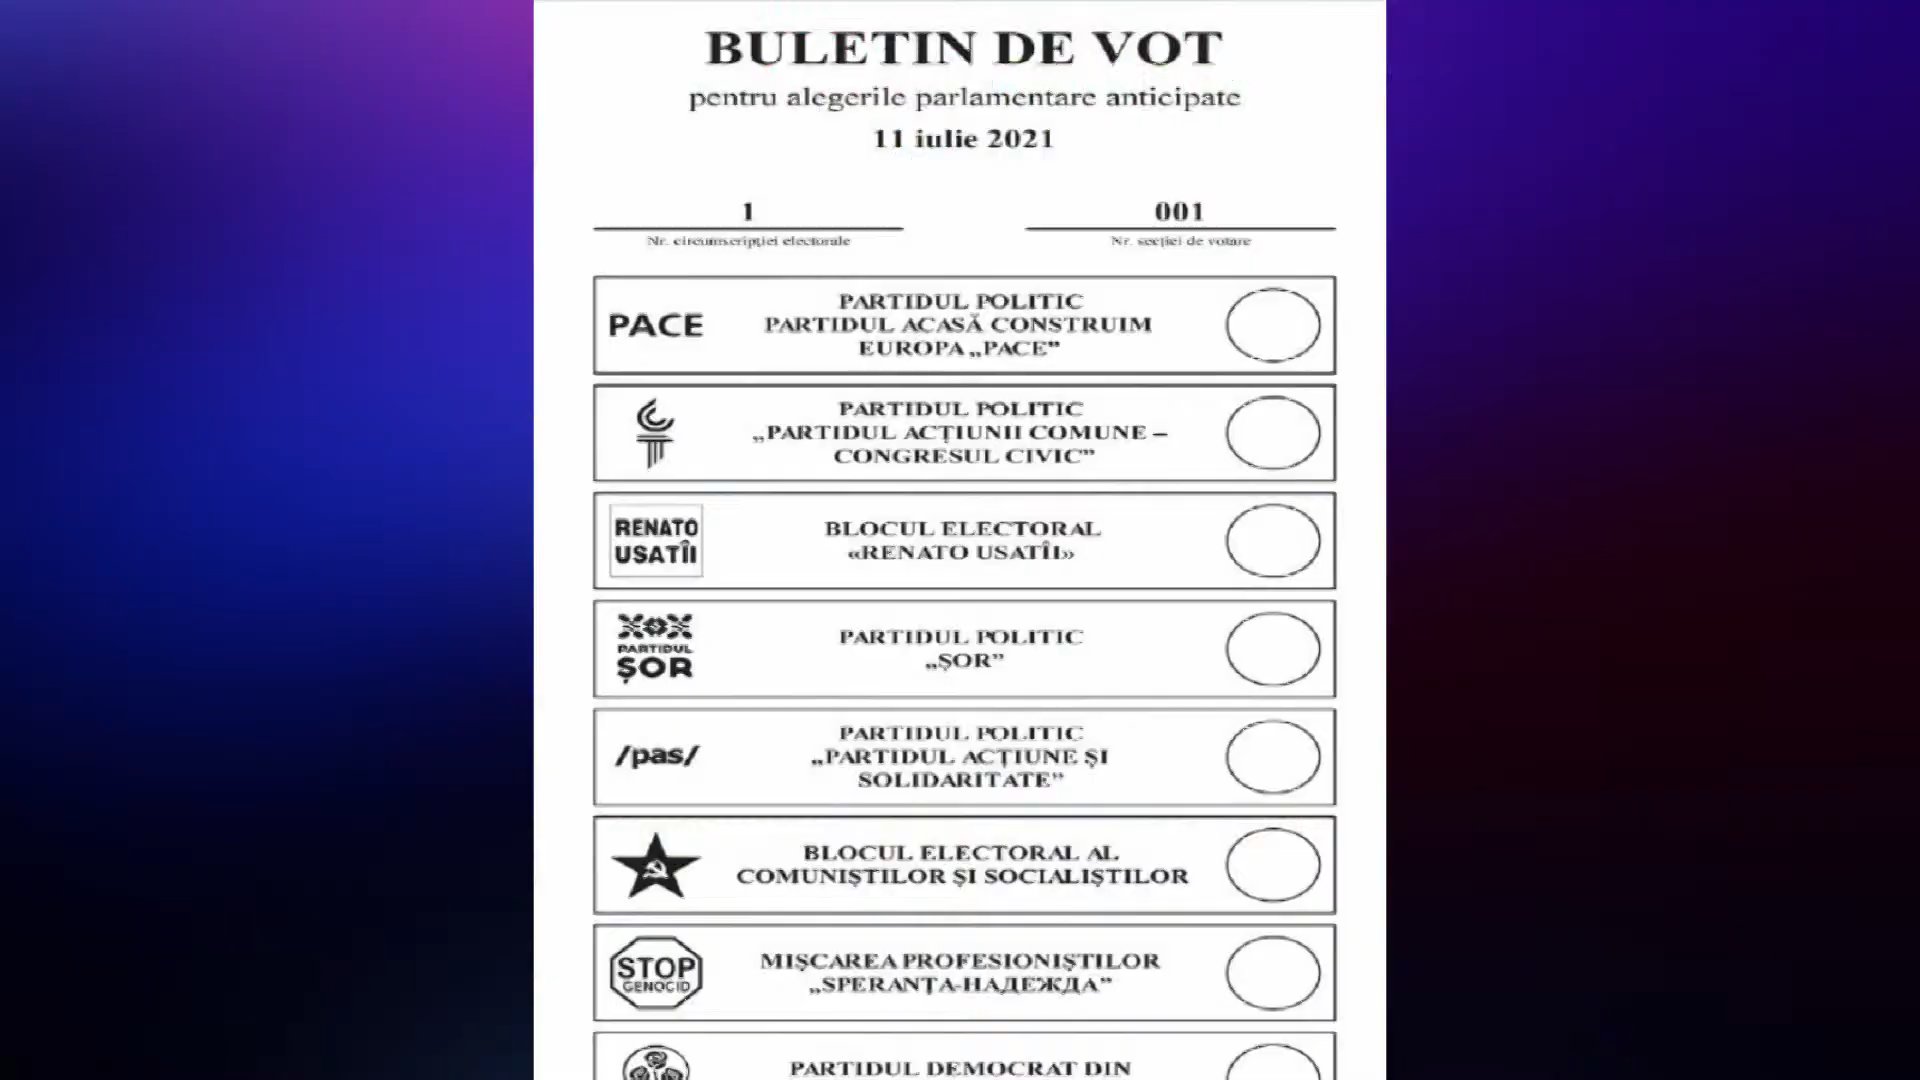 BULETIN DE VOT
pentru alegerile parlamentare anticipate
11 iulie 2021
1
001
Nr. circumscripției electorale
Nr. secției de votare
PACE
PARTIDUL POLITIC
PARTIDUL ACASĂ CONSTRUIM
EUROPA „PACE”
PARTIDUL POLITIC
„PARTIDUL ACȚIUNII COMUNE –
CONGRESUL CIVIC”
RENATO
USATÎI
BLOCUL ELECTORAL
«RENATO USATÎI»
PARTIDUL
ȘOR
PARTIDUL POLITIC
„ȘOR”
/pas/
PARTIDUL POLITIC
„PARTIDUL ACȚIUNE ȘI
SOLIDARITATE”
BLOCUL ELECTORAL AL
COMUNIȘTILOR ȘI SOCIALIȘTILOR
STOP
GENOCID
MIȘCAREA PROFESIONIȘTILOR
„SPERANȚA-НАДЕЖДА”
PARTIDUL DEMOCRAT DIN